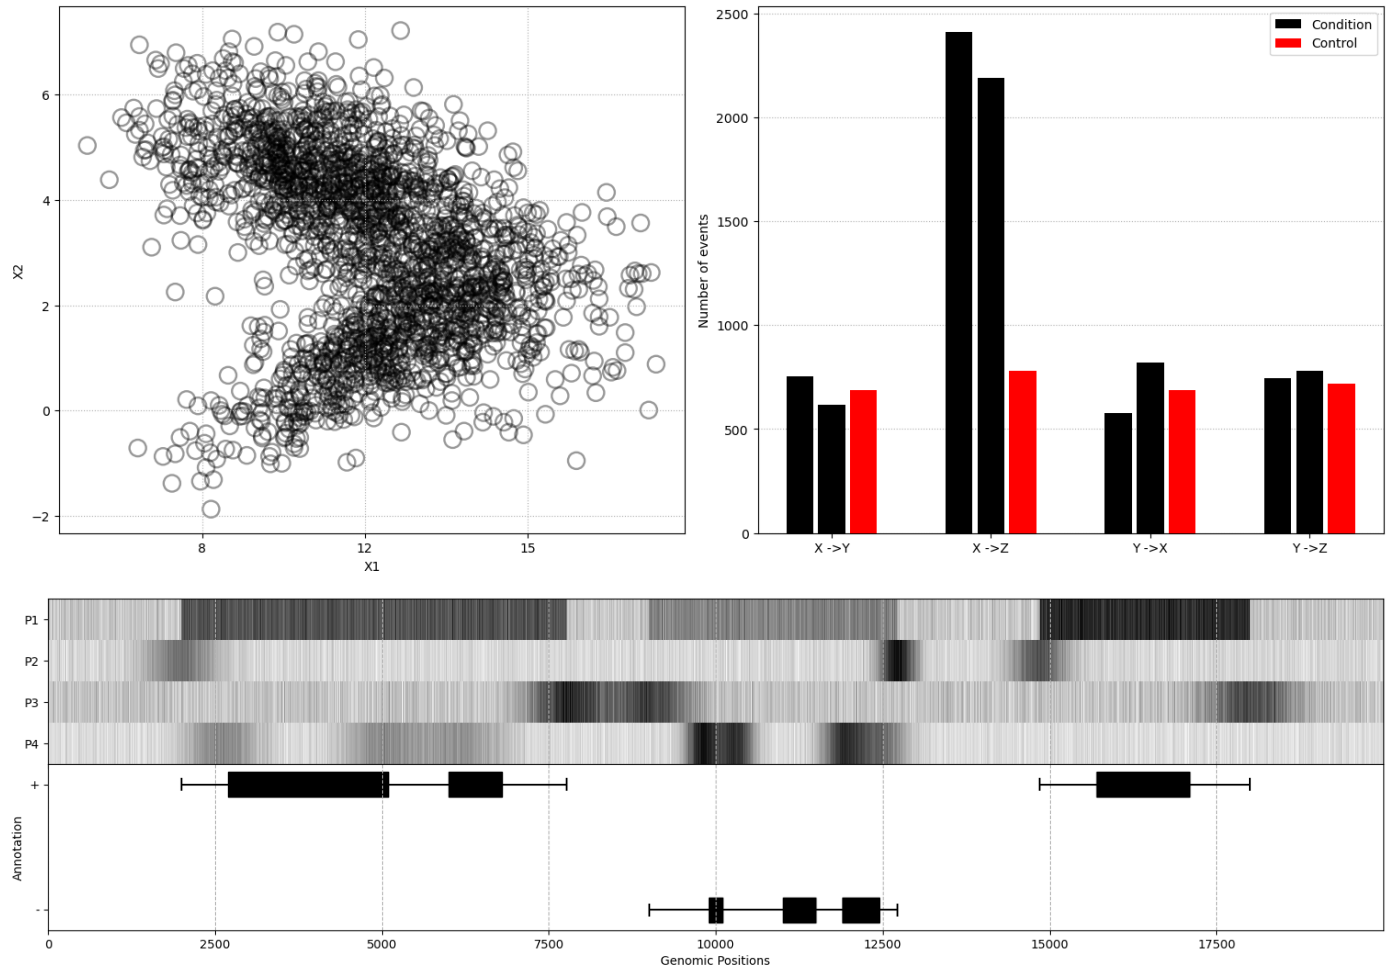 6
4
2
0
−2
X2
8
12
15
X1
2500
2000
1500
1000
500
0
Number of events
Condition
Control
X ->Y
X ->Z
Y ->X
Y ->Z
P1
P2
P3
P4
+
-
Annotation
0
2500
5000
7500
10000
12500
15000
17500
Genomic Positions